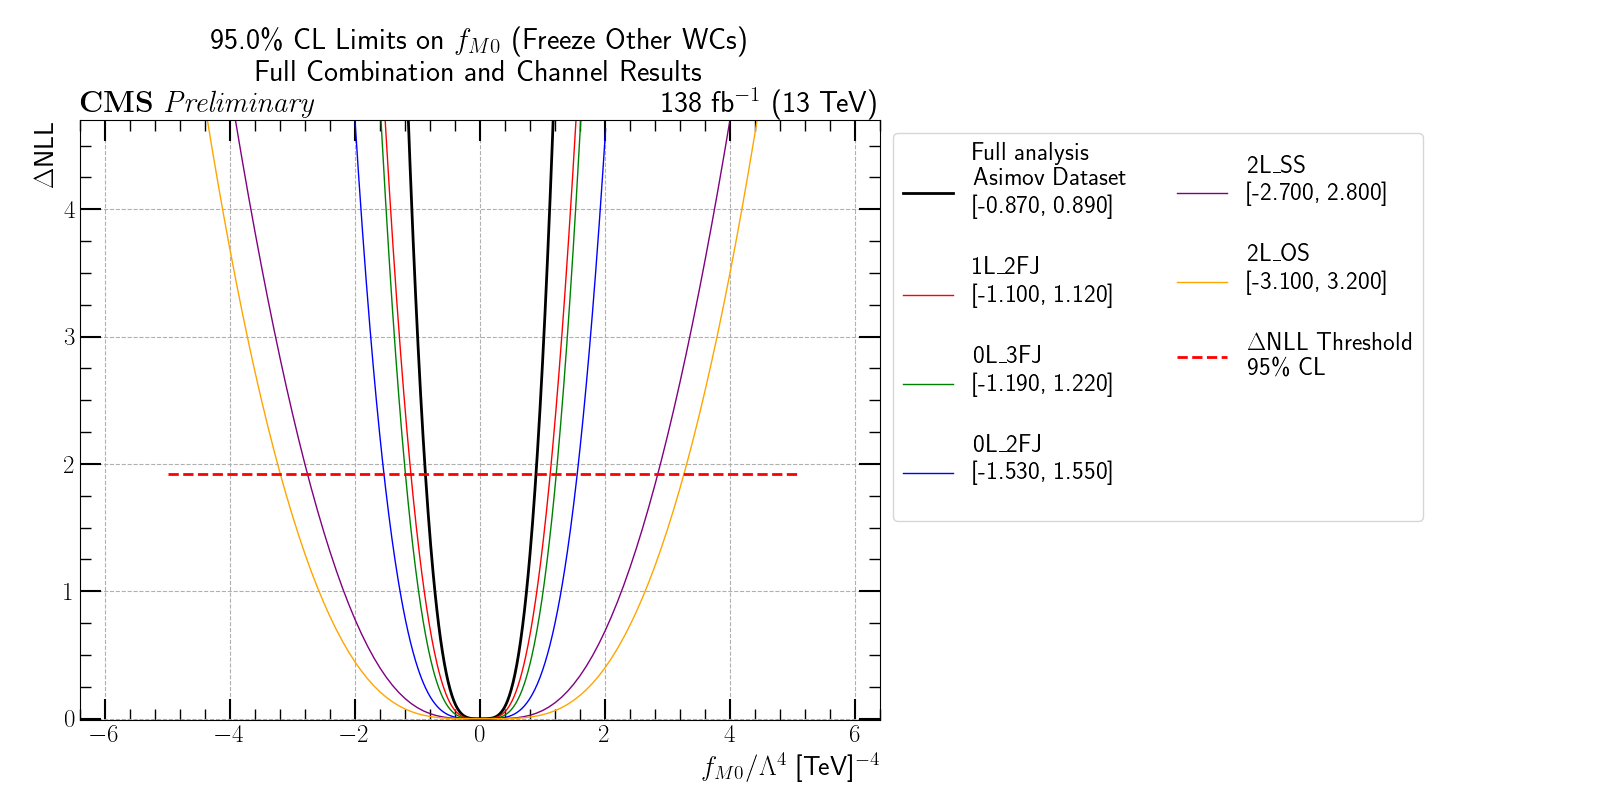 95.0% CL Limits on f_{M0} (Freeze Other WCs)
Full Combination and Channel Results
CMS Preliminary
138 fb^{-1} (13 TeV)
ΔNLL
4
3
2
1
0
−6
−4
−2
0
2
4
6
f_{M0}/Λ^4 [TeV]^{−4}
Full analysis
Asimov Dataset
[-0.870, 0.890]
1L_2FJ
[-1.100, 1.120]
0L_3FJ
[-1.190, 1.220]
0L_2FJ
[-1.530, 1.550]
2L_SS
[-2.700, 2.800]
2L_OS
[-3.100, 3.200]
ΔNLL Threshold
95% CL